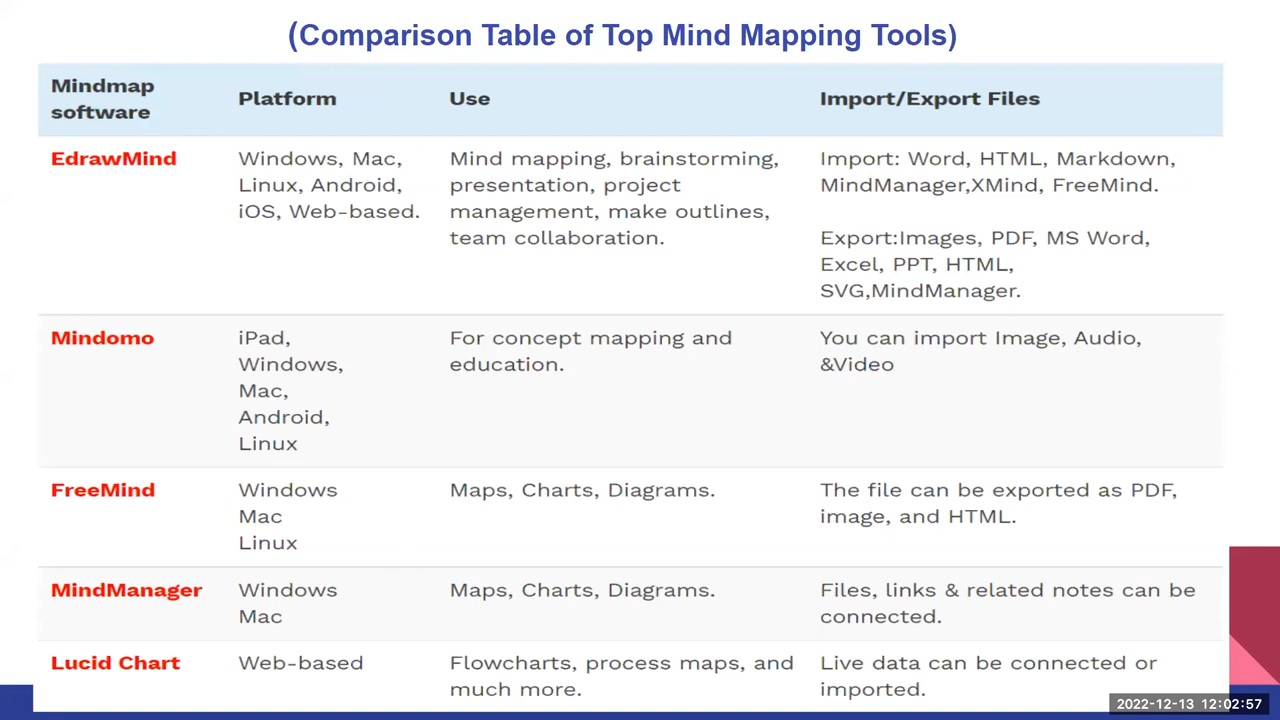 (Comparison Table of Top Mind Mapping Tools)
Mindmap
software
Platform
Use
Import/Export Files
EdrawMind
Windows, Mac,
Linux, Android,
iOS, Web-based.
Mind mapping, brainstorming,
presentation, project
management, make outlines,
team collaboration.
Import: Word, HTML, Markdown,
MindManager,XMind, FreeMind.
Export:Images, PDF, MS Word,
Excel, PPT, HTML,
SVG,MindManager.
Mindomo
iPad,
Windows,
Mac,
Android,
Linux
For concept mapping and
education.
You can import Image, Audio,
&Video
FreeMind
Windows
Mac
Linux
Maps, Charts, Diagrams.
The file can be exported as PDF,
image, and HTML.
MindManager
Windows
Mac
Maps, Charts, Diagrams.
Files, links & related notes can be
connected.
Lucid Chart
Web-based
Flowcharts, process maps, and
much more.
Live data can be connected or
imported.
2022-12-13 12:02:57